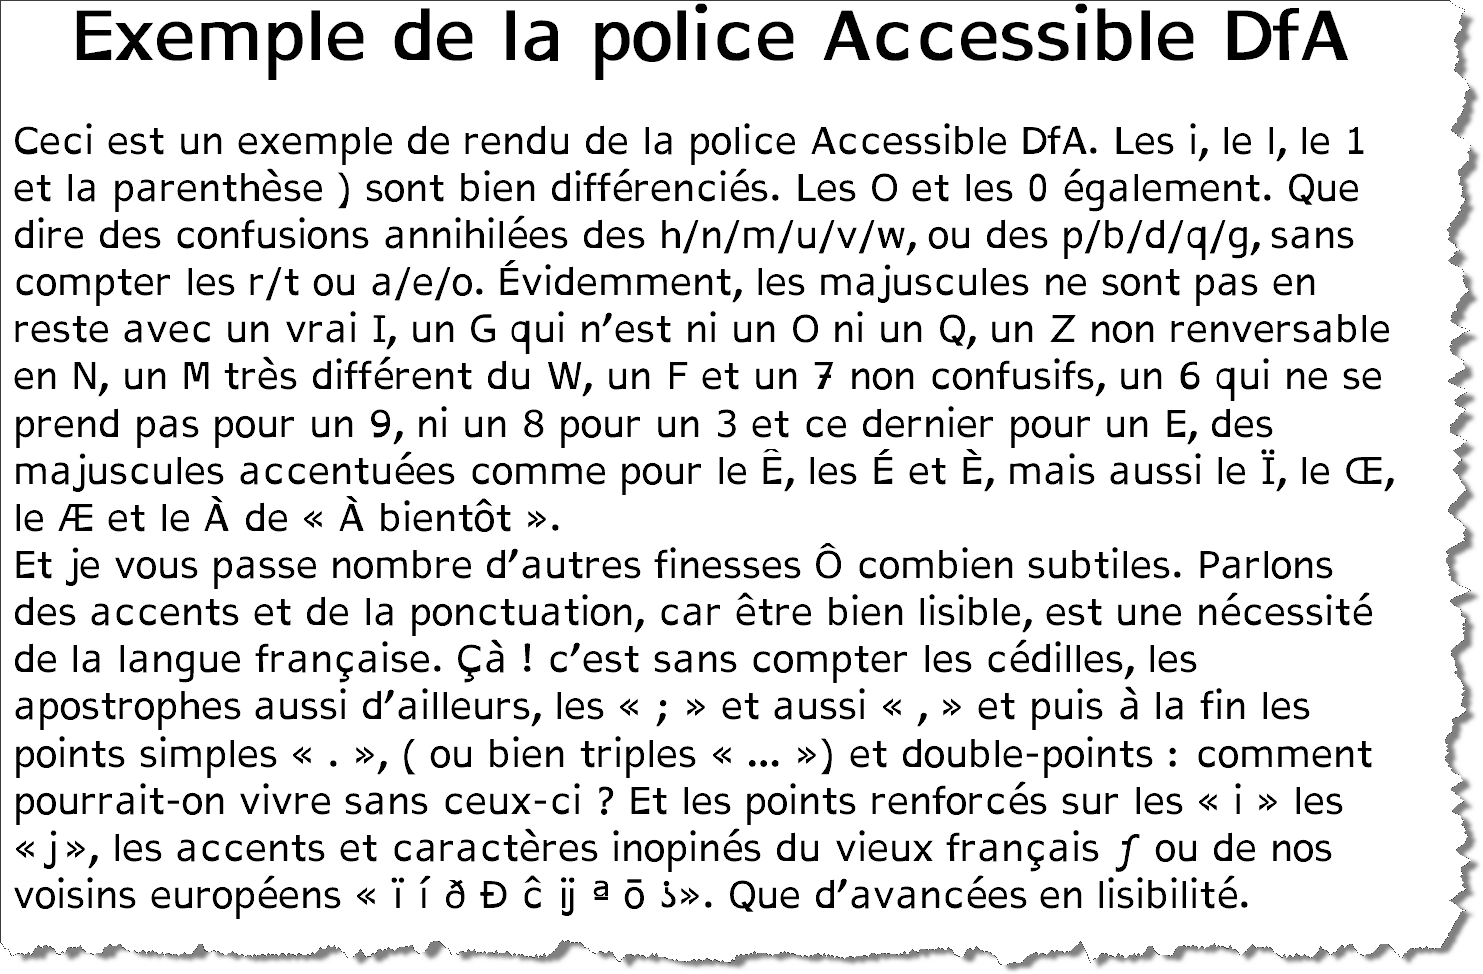 Exemple de la police Accessible DfA
Ceci est un exemple de rendu de la police Accessible DfA. Les i, le l, le 1
et la parenthèse ) sont bien différenciés. Les O et les 0 également. Que
dire des confusions annihilées des h/n/m/u/v/w, ou des p/b/d/q/g, sans
compter les r/t ou a/e/o. Évidemment, les majuscules ne sont pas en
reste avec un vrai I, un G qui n’est ni un O ni un Q, un Z non renversable
en N, un M très différent du W, un F et un 7 non confusifs, un 6 qui ne se
prend pas pour un 9, ni un 8 pour un 3 et ce dernier pour un E, des
majuscules accentuées comme pour le Ê, les É et È, mais aussi le Ï, le Œ,
le Æ et le À de « À bientôt ».
Et je vous passe nombre d’autres finesses Ô combien subtiles. Parlons
des accents et de la ponctuation, car être bien lisible, est une nécessité
de la langue française. Çà ! c’est sans compter les cédilles, les
apostrophes aussi d’ailleurs, les « ; » et aussi « , » et puis à la fin les
points simples « . », ( ou bien triples « ... ») et double-points : comment
pourrait-on vivre sans ceux-ci ? Et les points renforcés sur les « i » les
« j », les accents et caractères inopinés du vieux français ƒ ou de nos
voisins européens « ï í ð Ð ĉ ĳ ª ō ». Que d’avancées en lisibilité.